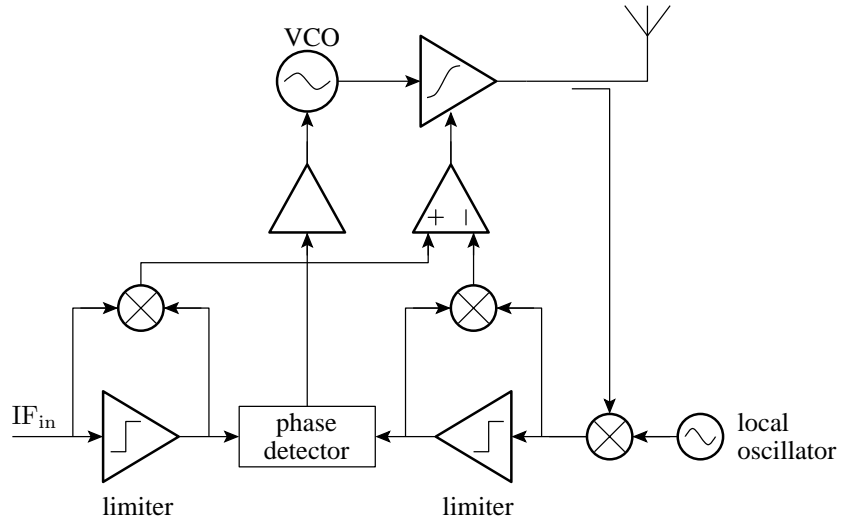 VCO
+ −
IFin
phase
detector
local
oscillator
limiter
limiter